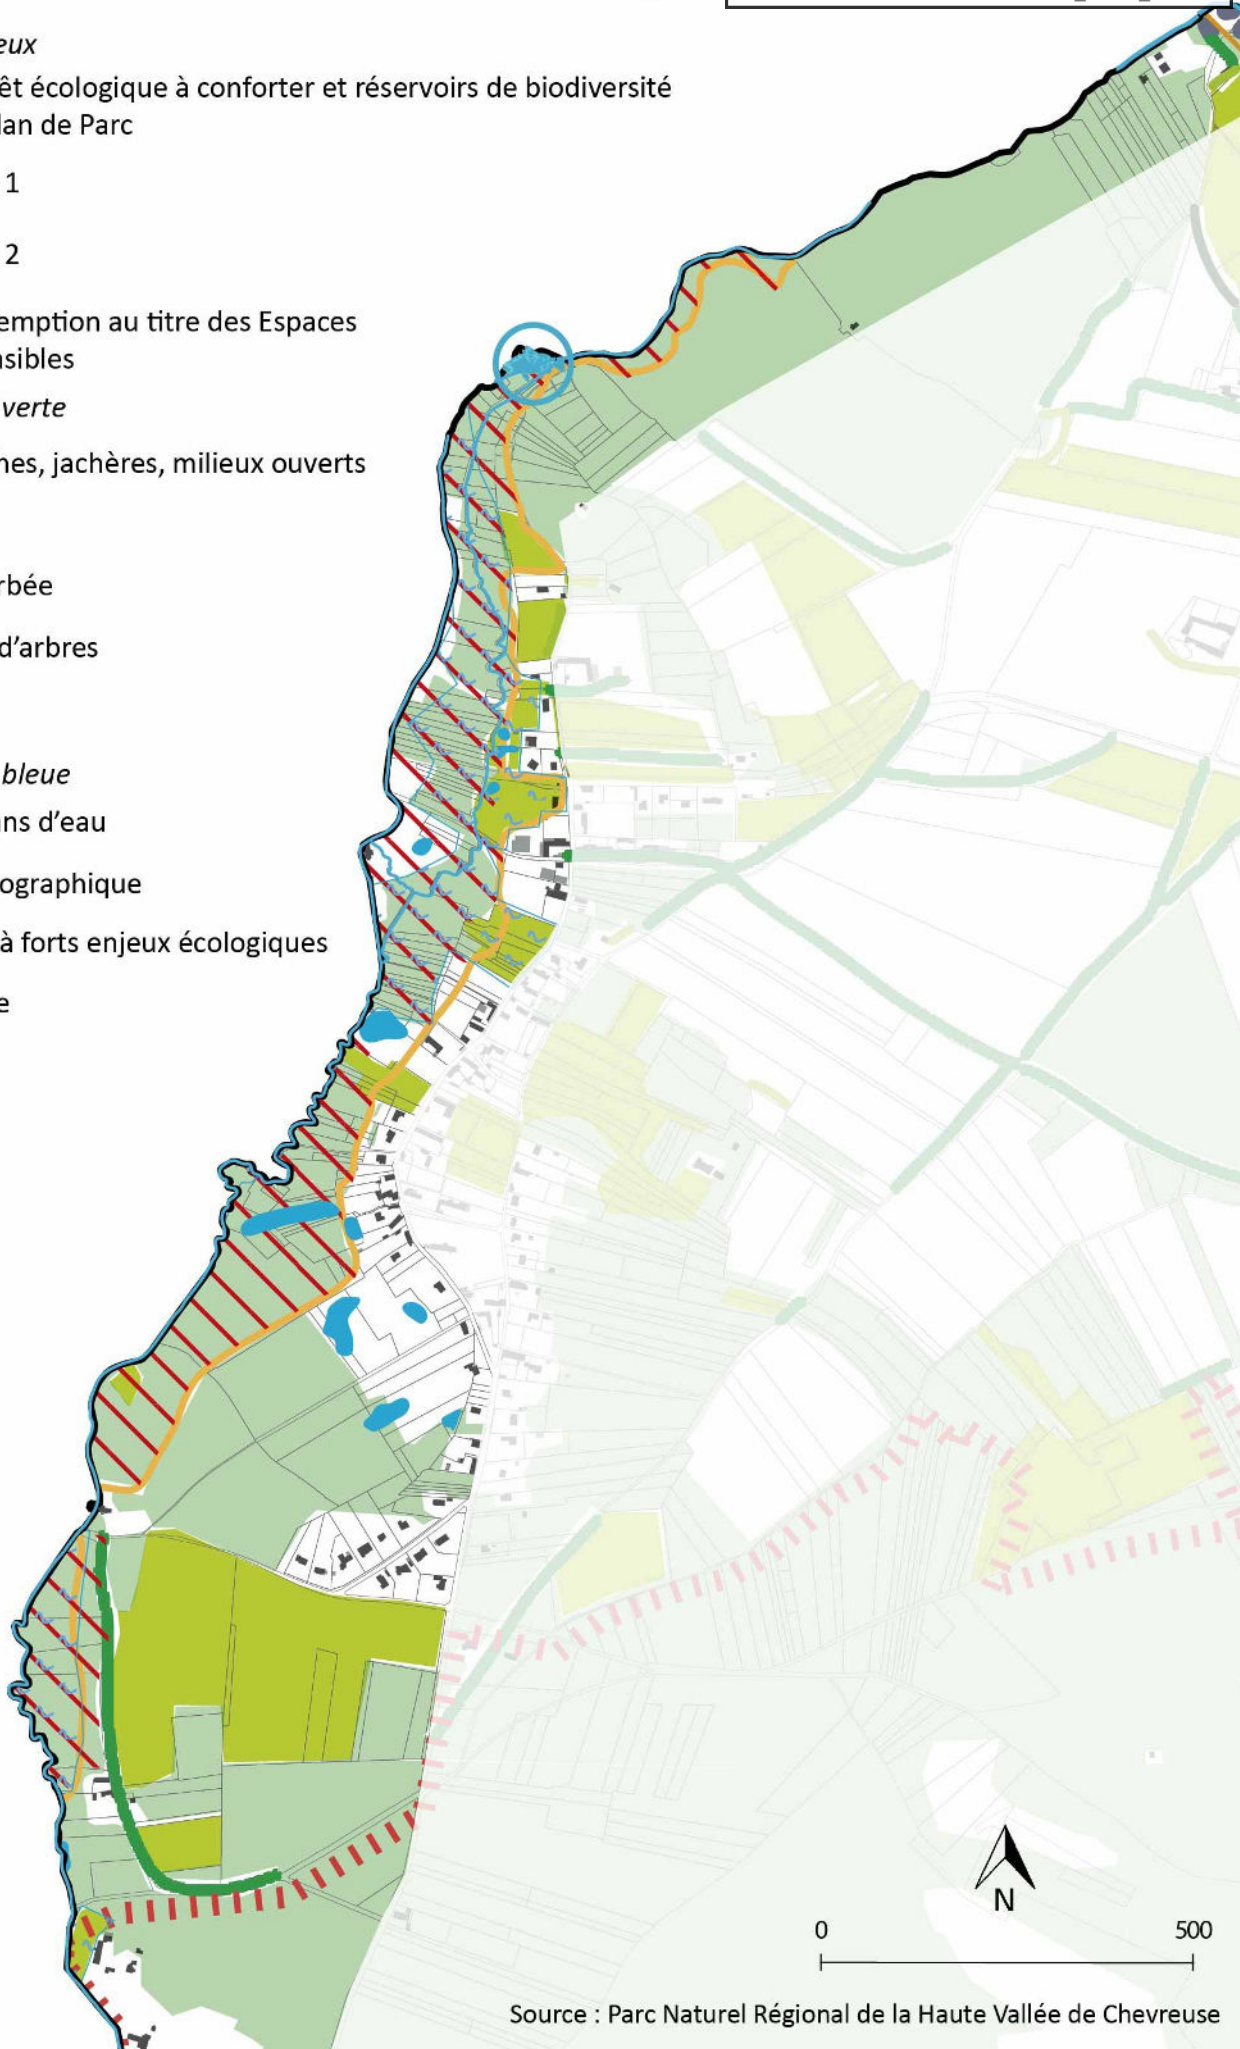 eux
êt écologique à conforter et réservoirs de biodiversité
lan de Parc
1
2
emption au titre des Espaces
nsibles
verte
nes, jachères, milieux ouverts
rbée
d'arbres
bleue
ns d'eau
ographique
à forts enjeux écologiques
e
N
0 500
Source : Parc Naturel Régional de la Haute Vallée de Chevreuse